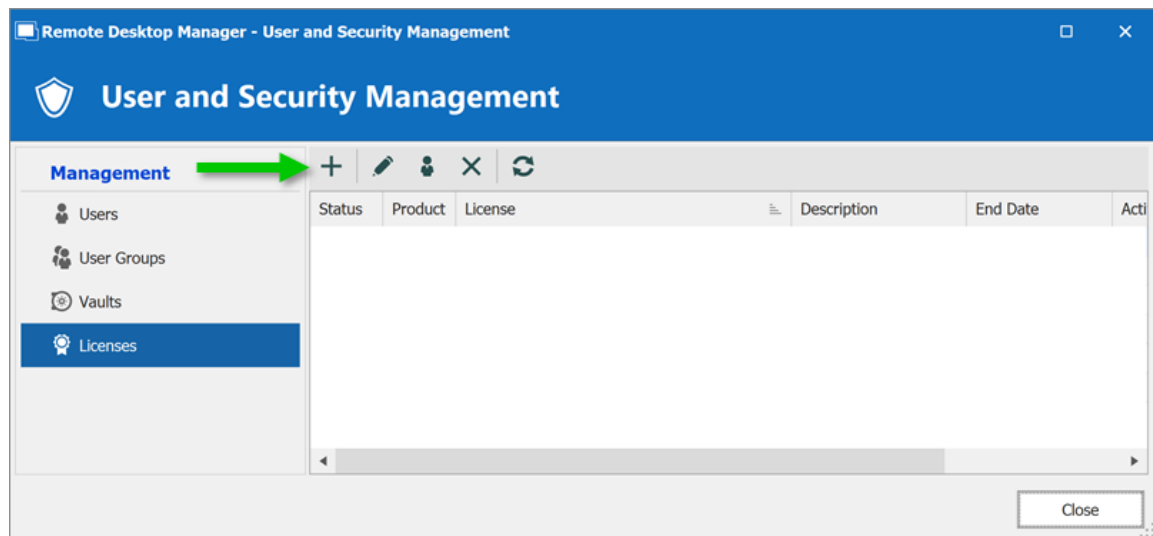 Remote Desktop Manager - User and Security Management
User and Security Management
Management
Users
User Groups
Vaults
Licenses
Status Product License Description End Date Acti
Close